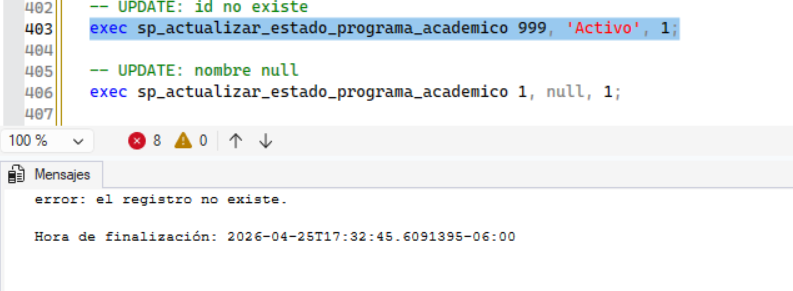 402 -- UPDATE: id no existe
403 exec sp_actualizar_estado_programa_academico 999, 'Activo', 1;
404
405 -- UPDATE: nombre null
406 exec sp_actualizar_estado_programa_academico 1, null, 1;
407
100 % 8 0
Mensajes
error: el registro no existe.
Hora de finalización: 2026-04-25T17:32:45.6091395-06:00